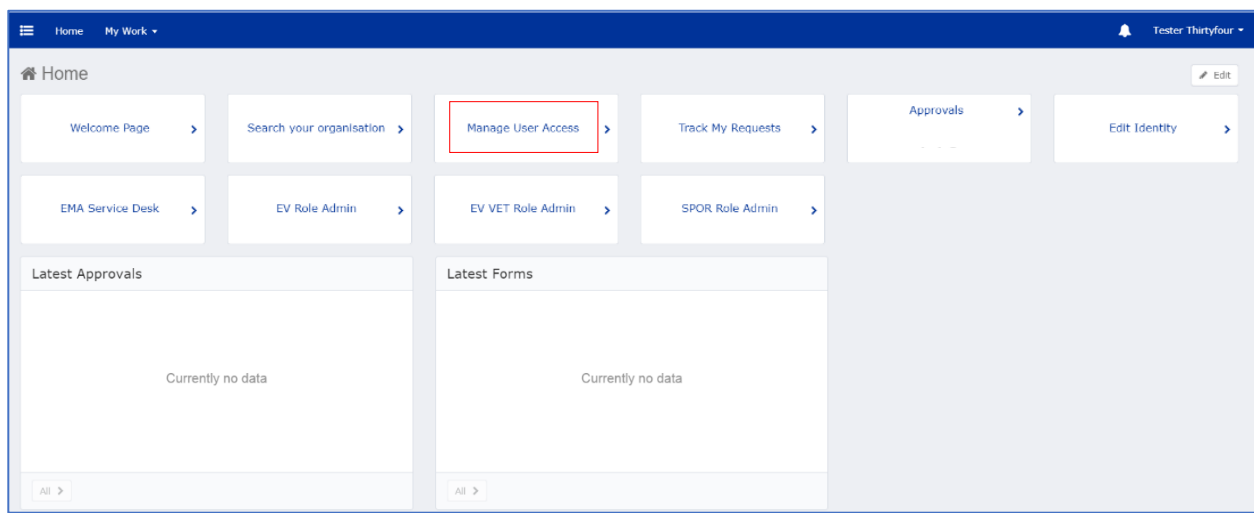 Home My Work Tester Thirtyfour
Home Edit
Welcome Page Search your organisation Manage User Access Track My Requests Approvals Edit Identity
EMA Service Desk EV Role Admin EV VET Role Admin SPOR Role Admin
Latest Approvals Latest Forms
Currently no data Currently no data
All All